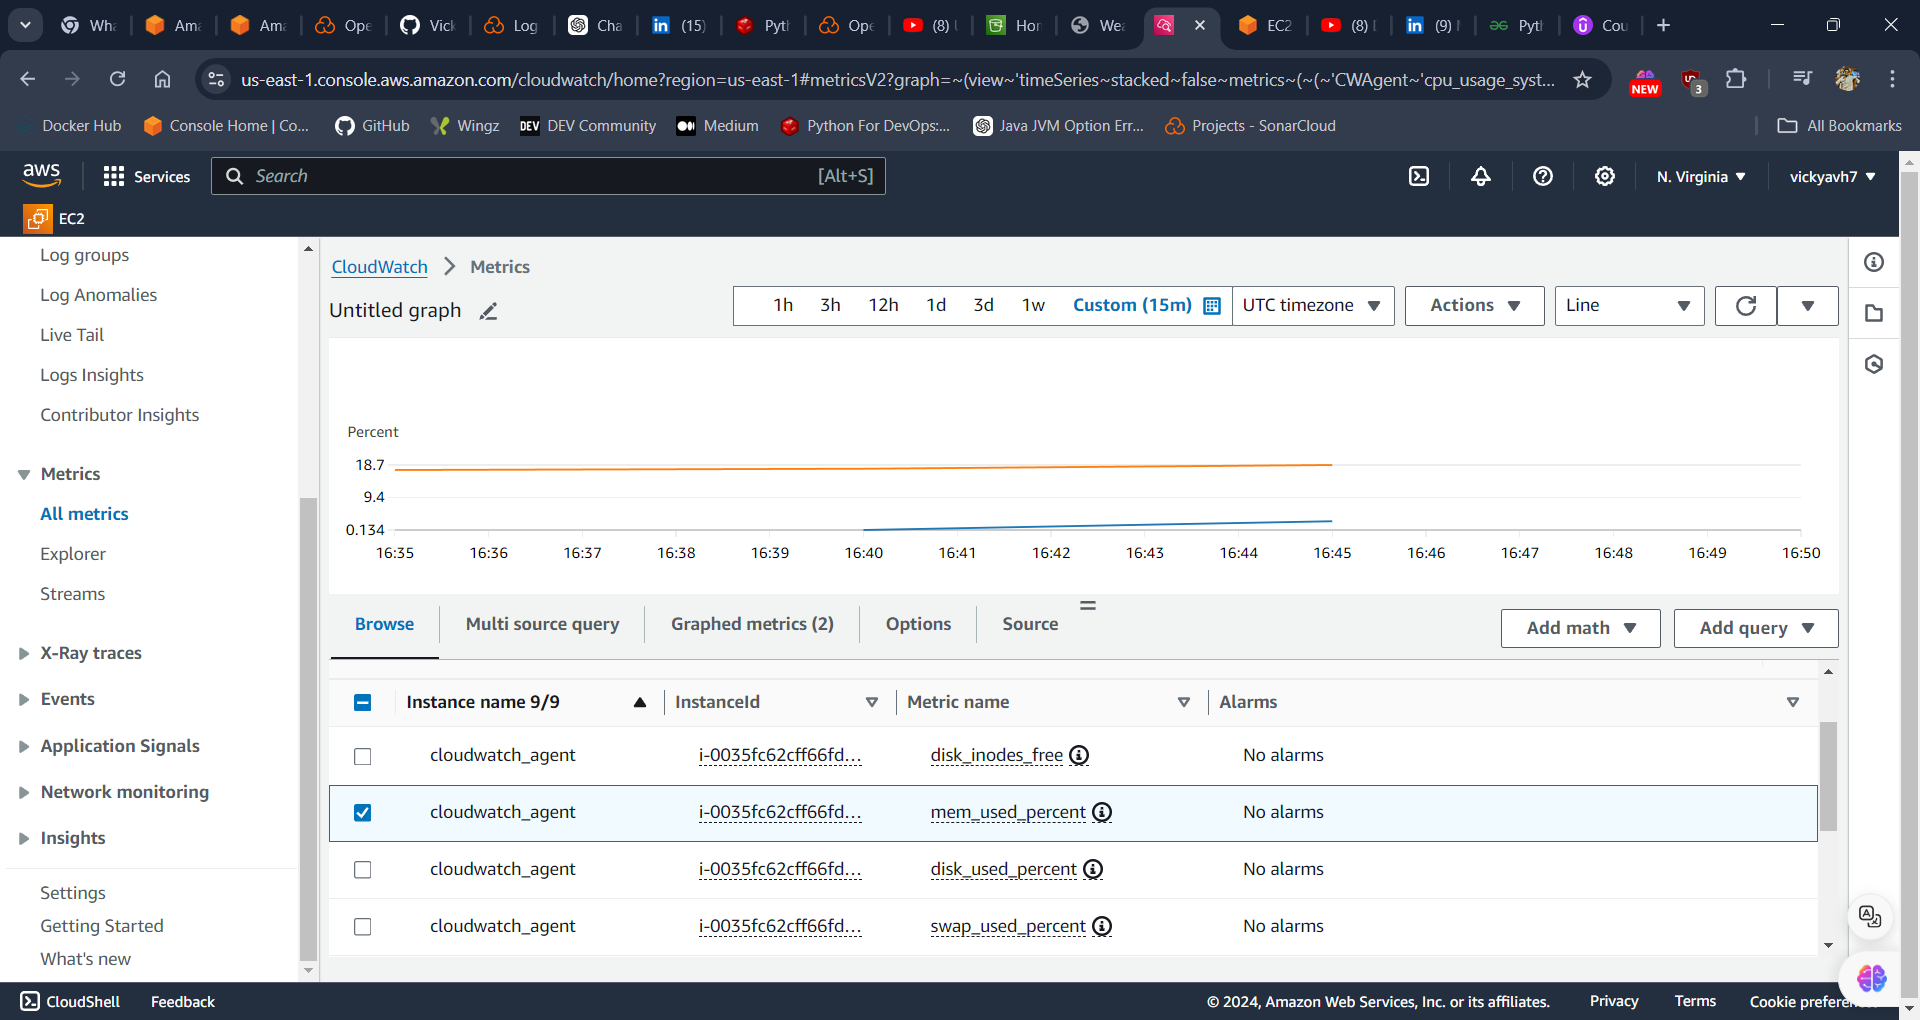 Wha
Ama
Ama
Ope
Vick
Log
Cha
(15)
Pyth
Ope
(8)
Hon
Wea
EC2
(8)
(9)
Pyth
Cou
us-east-1.console.aws.amazon.com/cloudwatch/home?region=us-east-1#metricsV2?graph=~(view~'timeSeries~stacked~false~metrics~(~(~'CWAgent~'cpu_usage_syst...
NEW
3
Docker Hub
Console Home | Co...
GitHub
Wingz
DEV Community
Medium
Python For DevOps:...
Java JVM Option Err...
Projects - SonarCloud
All Bookmarks
aws
Services
Search
[Alt+S]
N. Virginia
vickyavh7
EC2
Log groups
Log Anomalies
Live Tail
Logs Insights
Contributor Insights
Metrics
All metrics
Explorer
Streams
X-Ray traces
Events
Application Signals
Network monitoring
Insights
Settings
Getting Started
What's new
CloudWatch > Metrics
Untitled graph
1h 3h 12h 1d 3d 1w Custom (15m)
UTC timezone
Actions
Line
Percent
18.7
9.4
0.134
16:35 16:36 16:37 16:38 16:39 16:40 16:41 16:42 16:43 16:44 16:45 16:46 16:47 16:48 16:49 16:50
Browse
Multi source query
Graphed metrics (2)
Options
Source
Add math
Add query
Instance name 9/9 InstanceId Metric name Alarms
cloudwatch_agent i-0035fc62cff66fd... disk_inodes_free No alarms
cloudwatch_agent i-0035fc62cff66fd... mem_used_percent No alarms
cloudwatch_agent i-0035fc62cff66fd... disk_used_percent No alarms
cloudwatch_agent i-0035fc62cff66fd... swap_used_percent No alarms
CloudShell
Feedback
© 2024, Amazon Web Services, Inc. or its affiliates.
Privacy
Terms
Cookie prefere